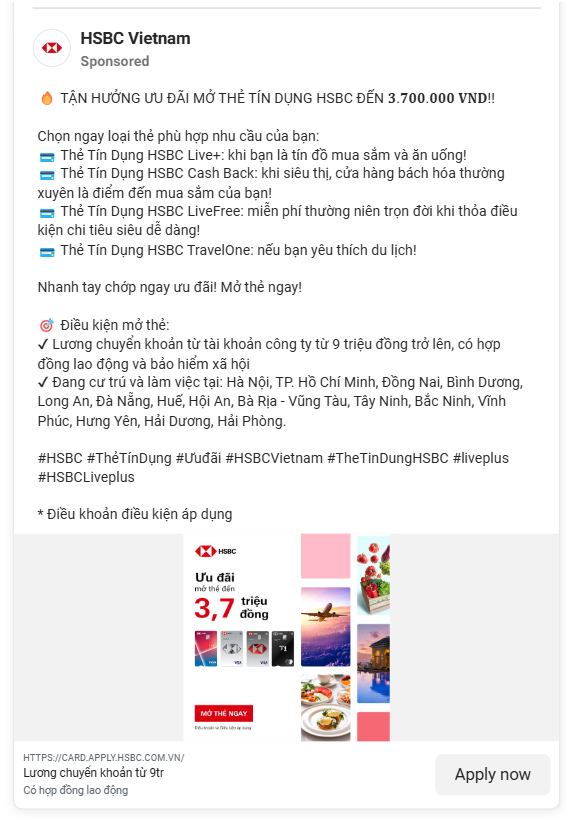 HSBC Vietnam
Sponsored
🔥 TẬN HƯỞNG ƯU ĐÃI MỞ THẺ TÍN DỤNG HSBC ĐẾN 3.700.000 VND!!
Chọn ngay loại thẻ phù hợp nhu cầu của bạn:
💳 Thẻ Tín Dụng HSBC Live+: khi bạn là tín đồ mua sắm và ăn uống!
💳 Thẻ Tín Dụng HSBC Cash Back: khi siêu thị, cửa hàng bách hóa thường
xuyên là điểm đến mua sắm của bạn!
💳 Thẻ Tín Dụng HSBC LiveFree: miễn phí thường niên trọn đời khi thỏa điều
kiện chi tiêu siêu dễ dàng!
💳 Thẻ Tín Dụng HSBC TravelOne: nếu bạn yêu thích du lịch!
Nhanh tay chớp ngay ưu đãi! Mở thẻ ngay!
🎯 Điều kiện mở thẻ:
✔ Lương chuyển khoản từ tài khoản công ty từ 9 triệu đồng trở lên, có hợp
đồng lao động và bảo hiểm xã hội
✔ Đang cư trú và làm việc tại: Hà Nội, TP. Hồ Chí Minh, Đồng Nai, Bình Dương,
Long An, Đà Nẵng, Huế, Hội An, Bà Rịa - Vũng Tàu, Tây Ninh, Bắc Ninh, Vĩnh
Phúc, Hưng Yên, Hải Dương, Hải Phòng.
#HSBC #ThẻTínDụng #Ưuđãi #HSBCVietnam #TheTinDungHSBC #liveplus
#HSBCLiveplus
* Điều khoản điều kiện áp dụng
HSBC
Ưu đãi
mở thẻ đến
3,7 triệu đồng
VISA
VISA
T1
MỞ THẺ NGAY
Điều khoản và Điều kiện áp dụng
HTTPS://CARD.APPLY.HSBC.COM.VN/
Lương chuyển khoản từ 9tr
Có hợp đồng lao động
Apply now